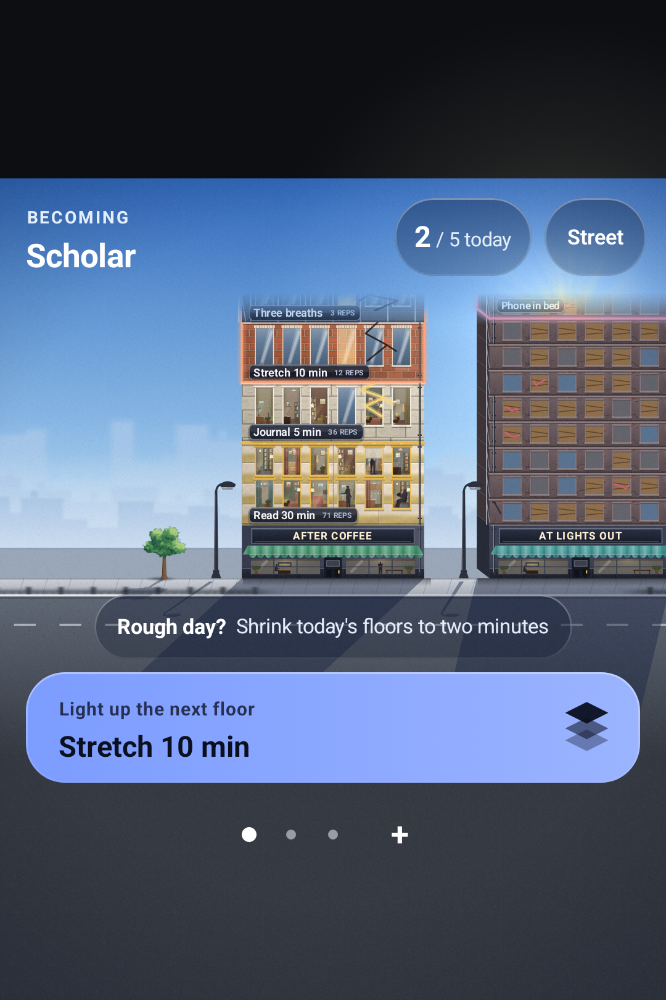 BECOMING
Scholar
2 / 5 today
Street
Three breaths 3 REPS
Phone in bed
Stretch 10 min 12 REPS
Journal 5 min 36 REPS
Read 30 min 71 REPS
AFTER COFFEE
AT LIGHTS OUT
Rough day? Shrink today's floors to two minutes
Light up the next floor
Stretch 10 min
+